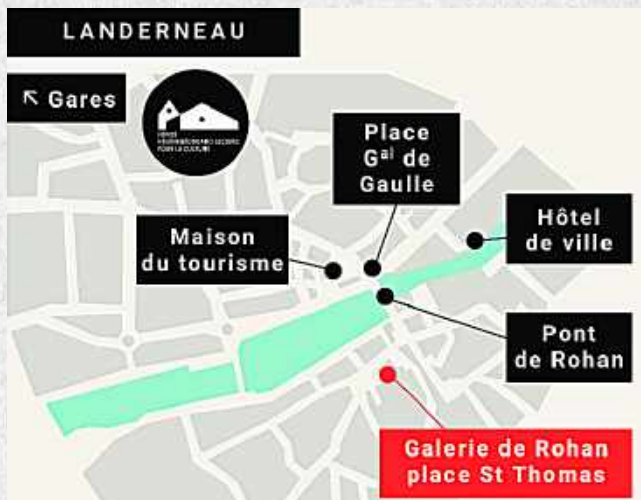 LANDERNEAU
↖ Gares
Place
Gal de
Gaulle
Hôtel
de ville
Maison
du tourisme
Pont
de Rohan
Galerie de Rohan
place St Thomas